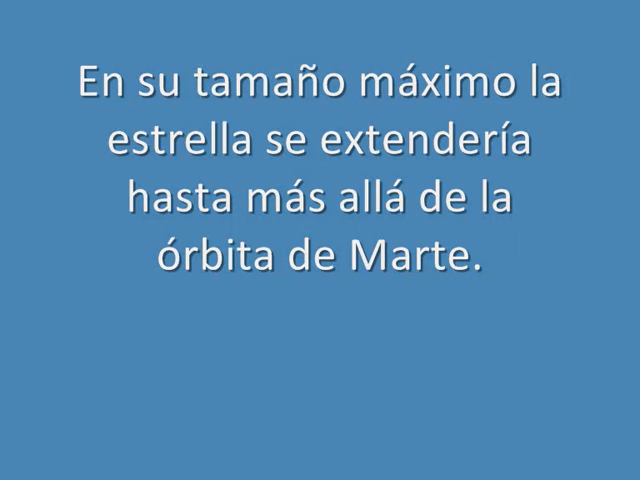 En su tamaño máximo la
estrella se extendería
hasta más allá de la
órbita de Marte.